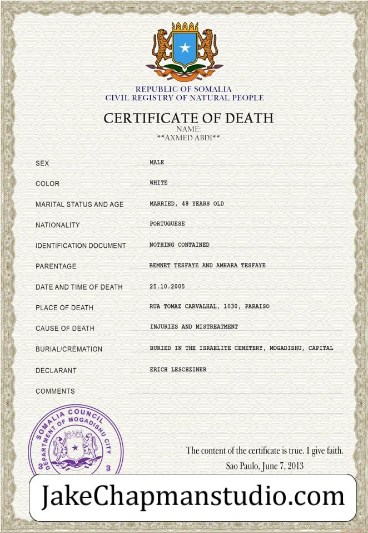 REPUBLIC OF SOMALIA
CIVIL REGISTRY OF NATURAL PEOPLE
CERTIFICATE OF DEATH
NAME:
**AXMED ABDI**
SEX MALE
COLOR WHITE
MARITAL STATUS AND AGE MARRIED, 48 YEARS OLD
NATIONALITY PORTUGUESE
IDENTIFICATION DOCUMENT NOTHING CONTAINED
PARENTAGE BEMNET TESFAYE AND AMHARA TESFAYE
DATE AND TIME OF DEATH 25.10.2005
PLACE OF DEATH RUA TOMAZ CARVALHAL, 1030, PARAISO
CAUSE OF DEATH INJURIES AND MISTREATMENT
BURIAL/CREMATION BURIED IN THE ISRAELITE CEMETERY, MOGADISHU, CAPITAL
DECLARANT ERICH LESCHZINER
COMMENTS
SOMALIA COUNCIL
DEPARTMENT OF MOGADISHU CITY
3 3
The content of the certificate is true. I give faith.
Sao Paulo, June 7, 2013
JakeChapmanstudio.com